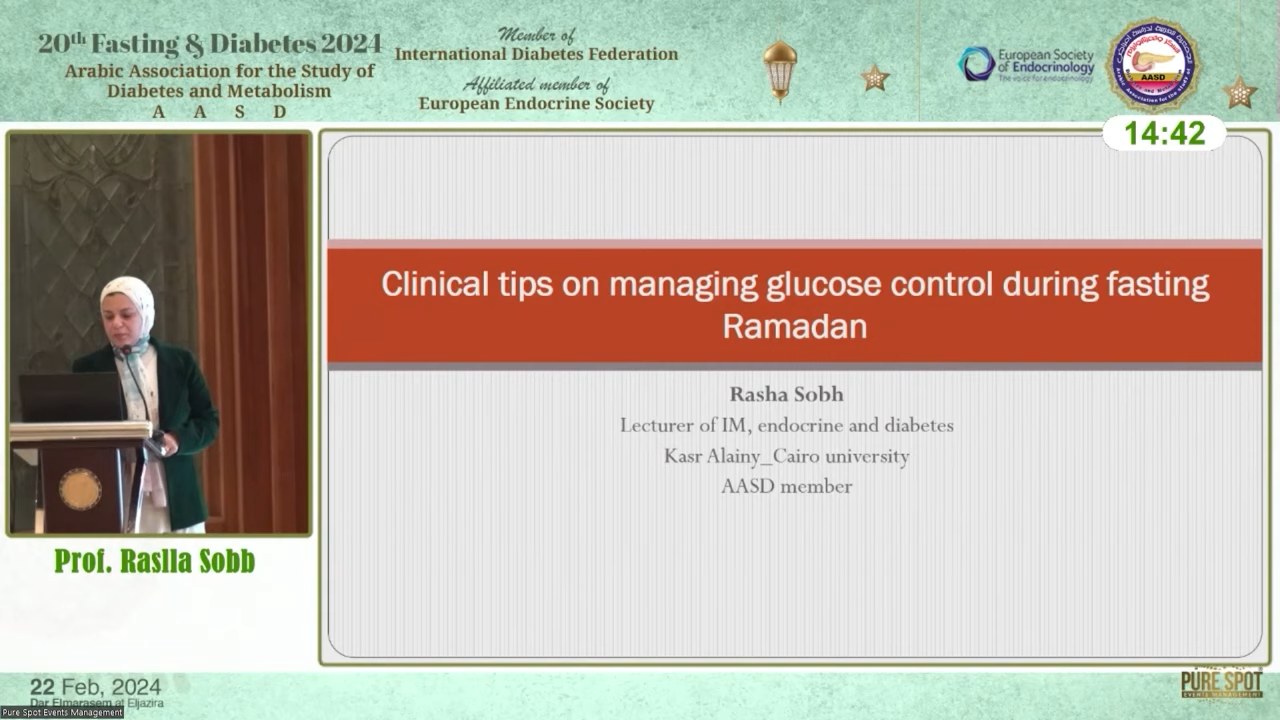 20th Fasting & Diabetes 2024
Arabic Association for the Study of
Diabetes and Metabolism
A A S D
Member of
International Diabetes Federation
Affiliated member of
European Endocrine Society
European Society
of Endocrinology
The voice for endocrinology
AASD
14:42
Clinical tips on managing glucose control during fasting
Ramadan
Rasha Sobh
Lecturer of IM, endocrine and diabetes
Kasr Alainy_Cairo university
AASD member
Prof. Raslla Sobb
22 Feb, 2024
Dar Elmarasem at Eljazira
Pure Spot Events Management
PURE SPOT
EVENTS MANAGEMENT